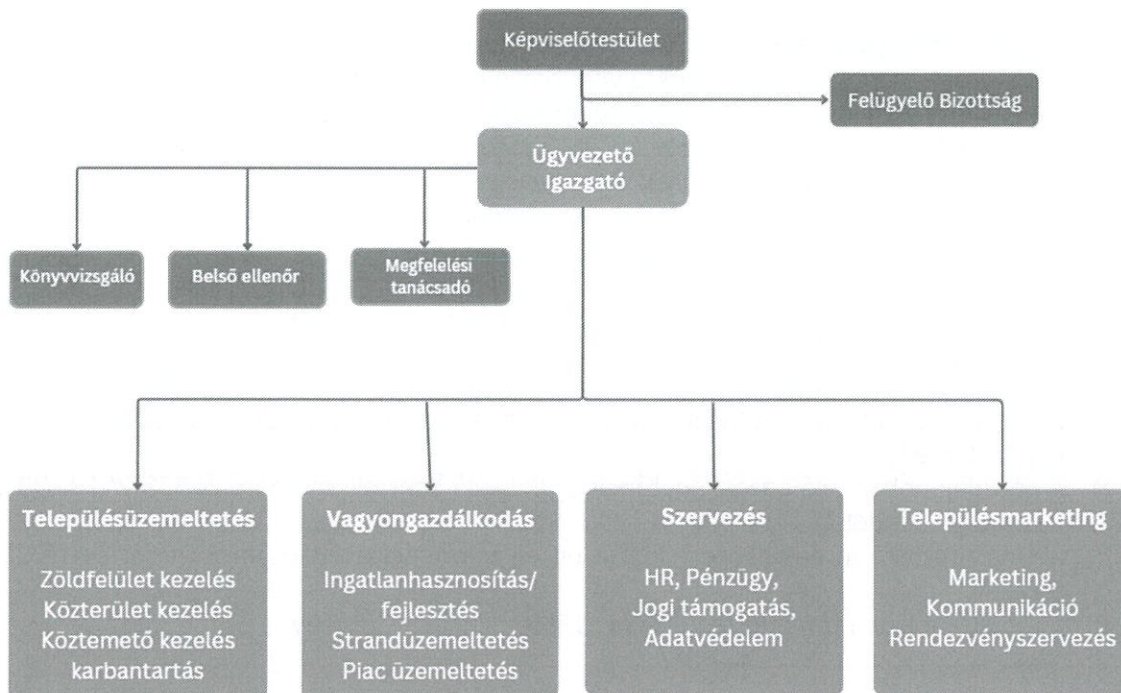 Képviselőtestület
Felügyelő Bizottság
Ügyvezető
Igazgató
Könyvvizsgáló
Belső ellenőr
Megfelelési
tanácsadó
Településüzemeltetés
Zöldfelület kezelés
Közterület kezelés
Köztemető kezelés
karbantartás
Vagyongazdálkodás
Ingatlanhasznosítás/
fejlesztés
Strandüzemeltetés
Piac üzemeltetés
Szervezés
HR, Pénzügy,
Jogi támogatás,
Adatvédelem
Településmarketing
Marketing,
Kommunikáció
Rendezvényszervezés